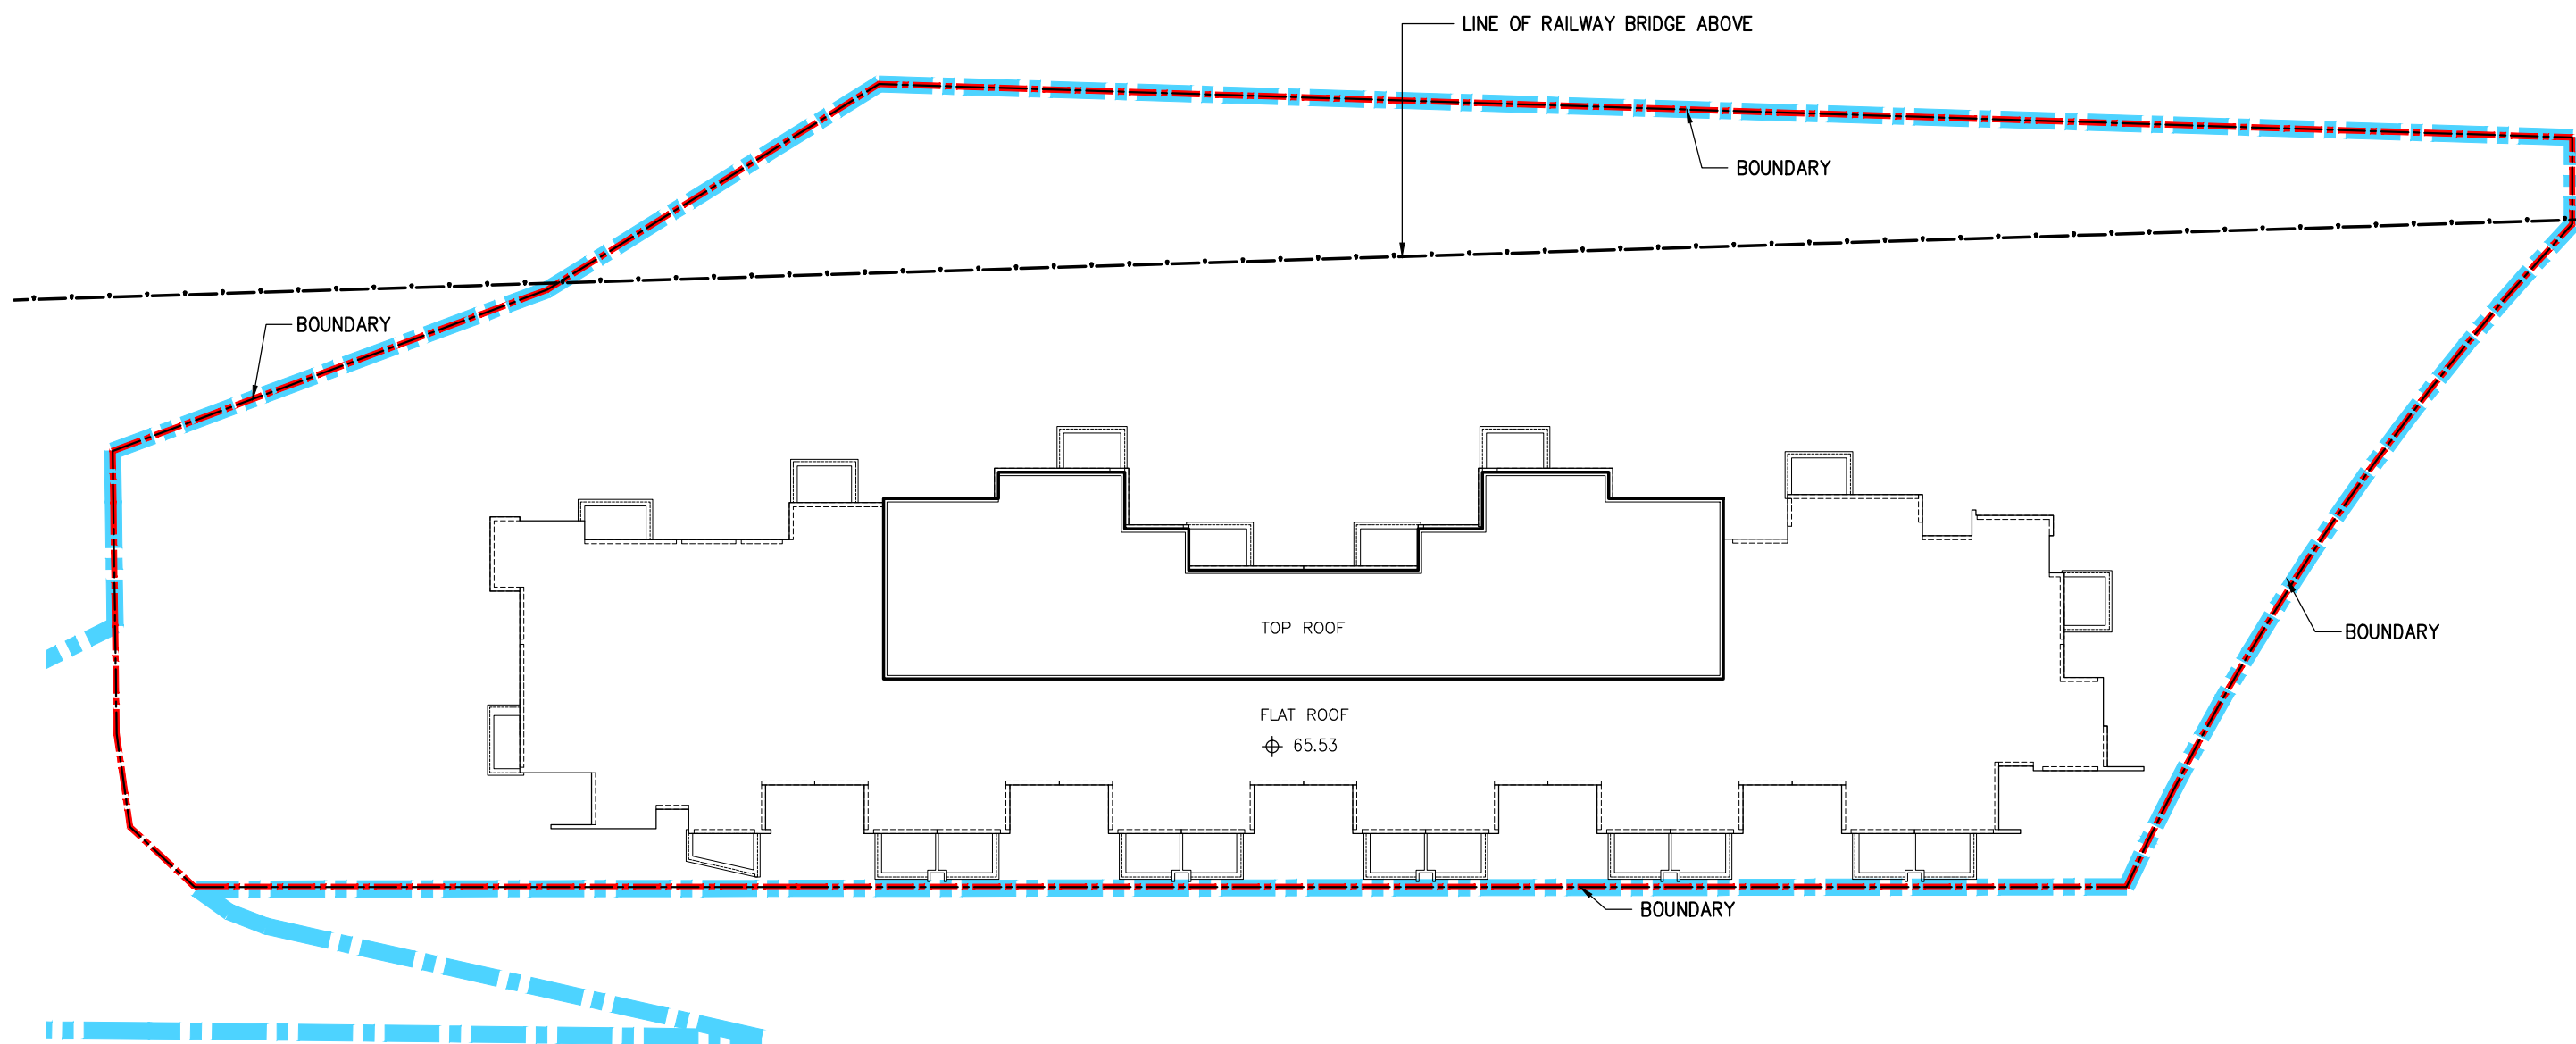 LINE OF RAILWAY BRIDGE ABOVE
BOUNDARY
BOUNDARY
TOP ROOF
BOUNDARY
FLAT ROOF
65.53
BOUNDARY